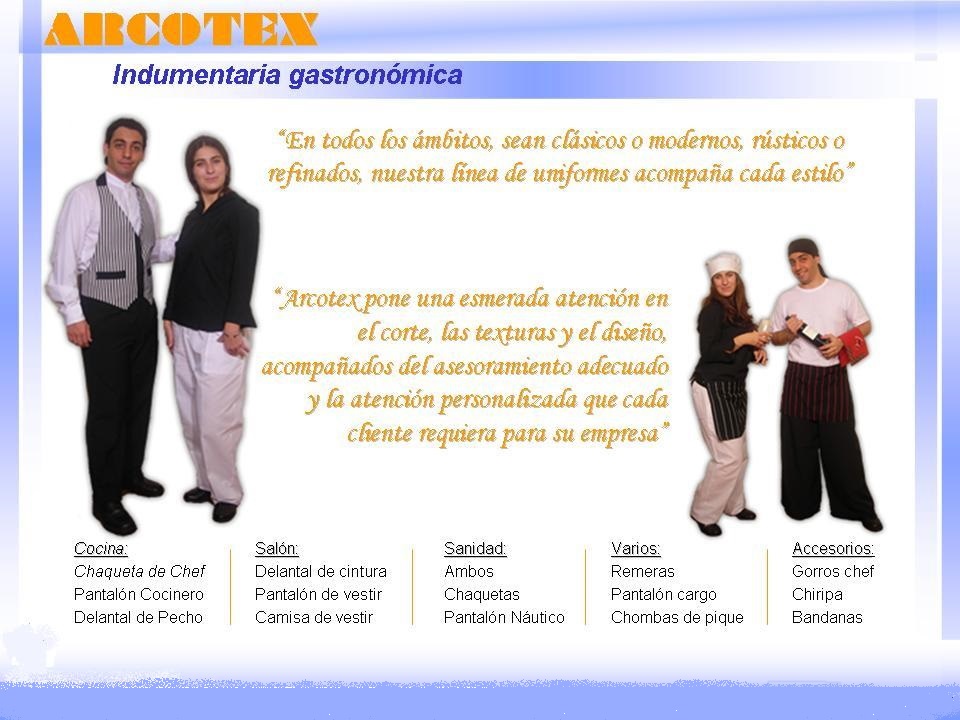 ARCOTEX
Indumentaria gastronómica
“En todos los ámbitos, sean clásicos o modernos, rústicos o
refinados, nuestra línea de uniformes acompaña cada estilo”
“Arcotex pone una esmerada atención en
el corte, las texturas y el diseño,
acompañados del asesoramiento adecuado
y la atención personalizada que cada
cliente requiera para su empresa”
Cocina:
Chaqueta de Chef
Pantalón Cocinero
Delantal de Pecho
Salón:
Delantal de cintura
Pantalón de vestir
Camisa de vestir
Sanidad:
Ambos
Chaquetas
Pantalón Náutico
Varios:
Remeras
Pantalón cargo
Chombas de pique
Accesorios:
Gorros chef
Chiripa
Bandanas